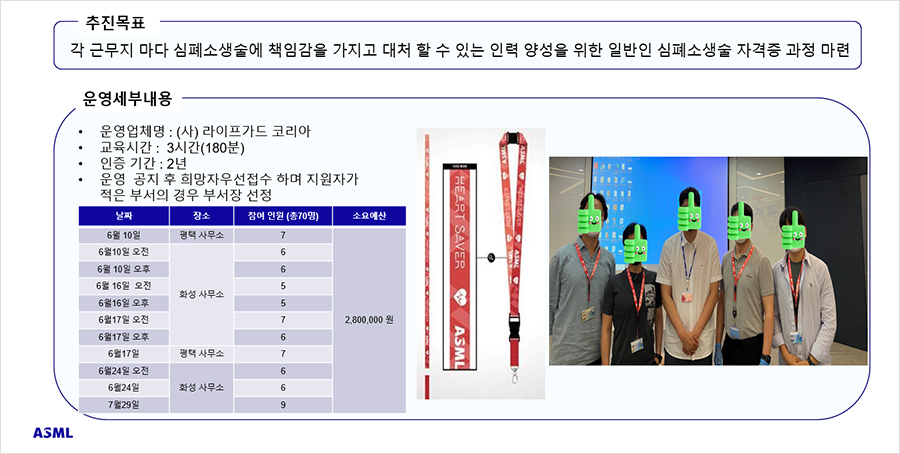 추진목표
각 근무지 마다 심폐소생술에 책임감을 가지고 대처 할 수 있는 인력 양성을 위한 일반인 심폐소생술 자격증 과정 마련
운영세부내용
• 운영업체명 : (사) 라이프가드 코리아
• 교육시간 : 3시간(180분)
• 인증 기간 : 2년
• 운영 공지 후 희망자우선접수 하며 지원자가
적은 부서의 경우 부서장 선정
날짜 장소 참여 인원 (총70명) 소요예산
6월 10일 평택 사무소 7
6월10일 오전 6
6월 10일 오후 6
6월 16일 오전 5
화성 사무소
6월16일 오후 5
6월17일 오전 7
2,800,000 원
6월17일 오후 6
6월17일 평택 사무소 7
6월24일 오전 6
6월24일 화성 사무소 6
7월29일 9
HEART SAVER
ASML
ASML
ASML
ASML